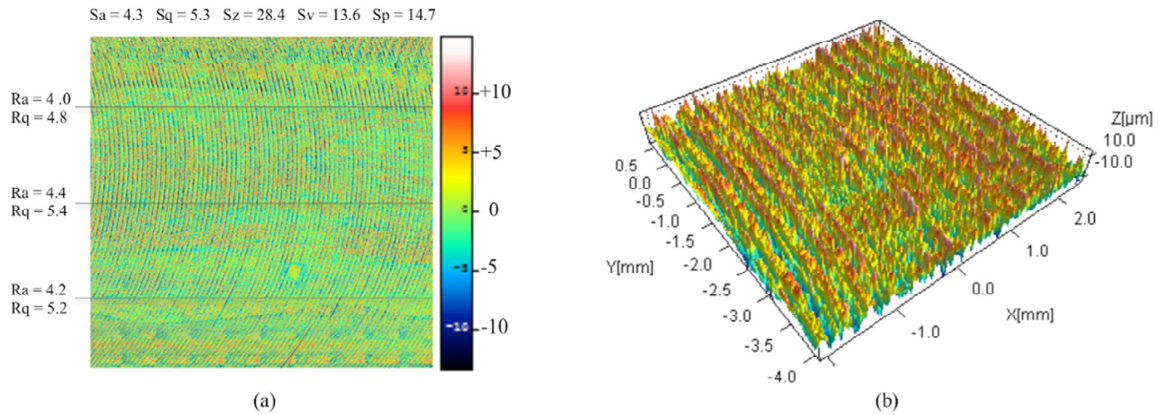 Sa = 4.3 Sq = 5.3 Sz = 28.4 Sv = 13.6 Sp = 14.7
Ra = 4 .0
Rq = 4.8
Ra = 4.4
Rq = 5.4
Ra = 4.2
Rq = 5.2
10
+10
+5
0
-5
-5
-10
-10
(a)
Z[µm]
10.0
-10.0
0.5
0.0
-0.5
-1.0
-1.5
-2.0
-2.5
-3.0
-3.5
-4.0
Y[mm]
2.0
1.0
0.0
-1.0
X[mm]
(b)